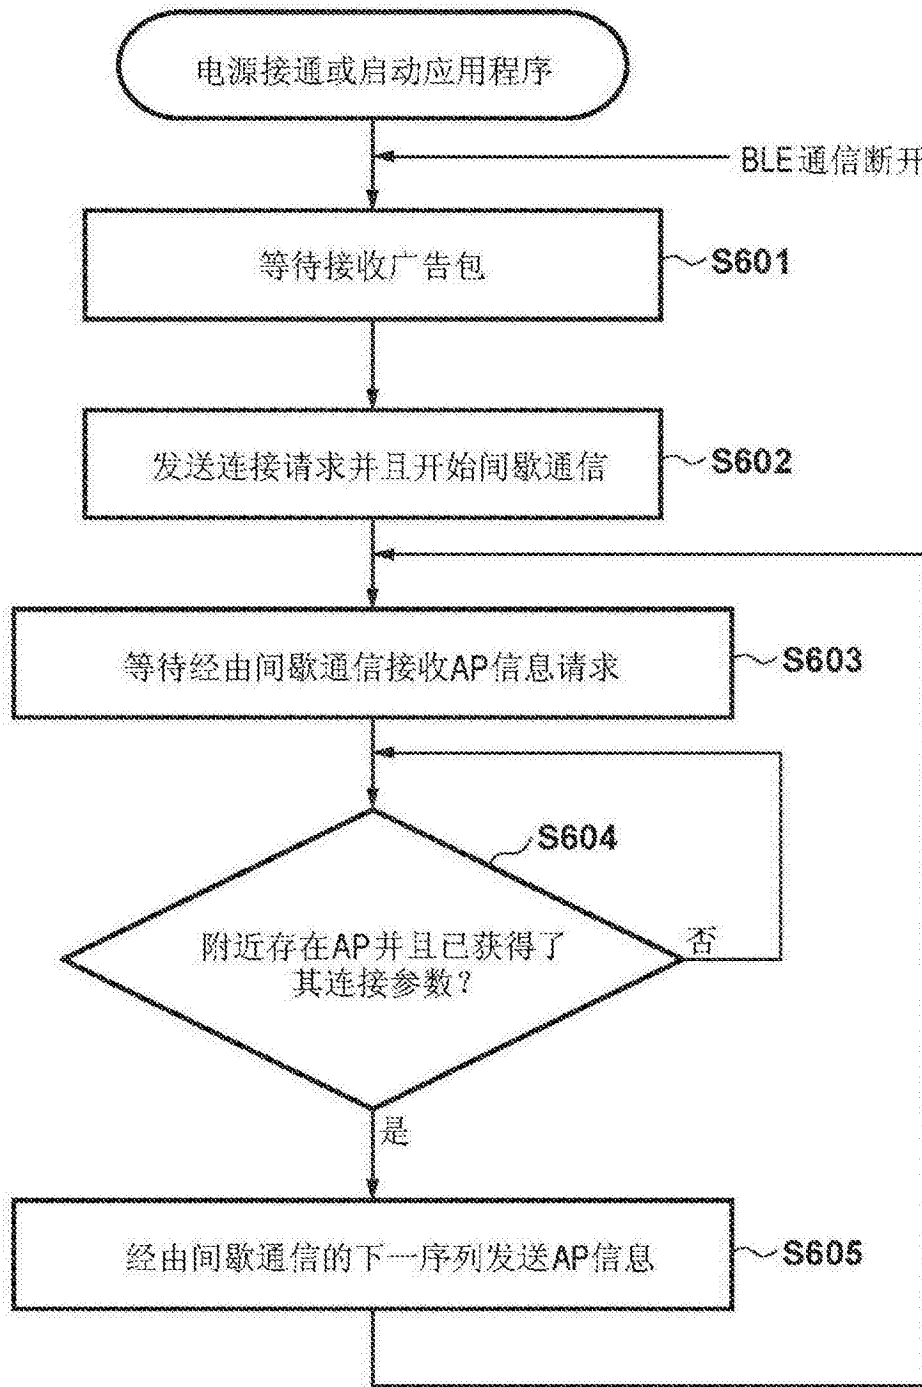 电源接通或启动应用程序
BLE通信断开
等待接收广告包
S601
发送连接请求并且开始间歇通信
S602
等待经由间歇通信接收AP信息请求
S603
S604
附近存在AP并且已获得了
其连接参数？
否
是
经由间歇通信的下一序列发送AP信息
S605